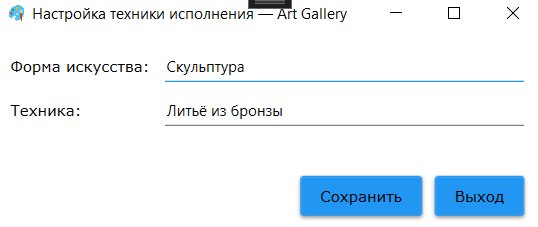 Настройка техники исполнения — Art Gallery
Форма искусства: Скульптура
Техника: Литьё из бронзы
Сохранить Выход